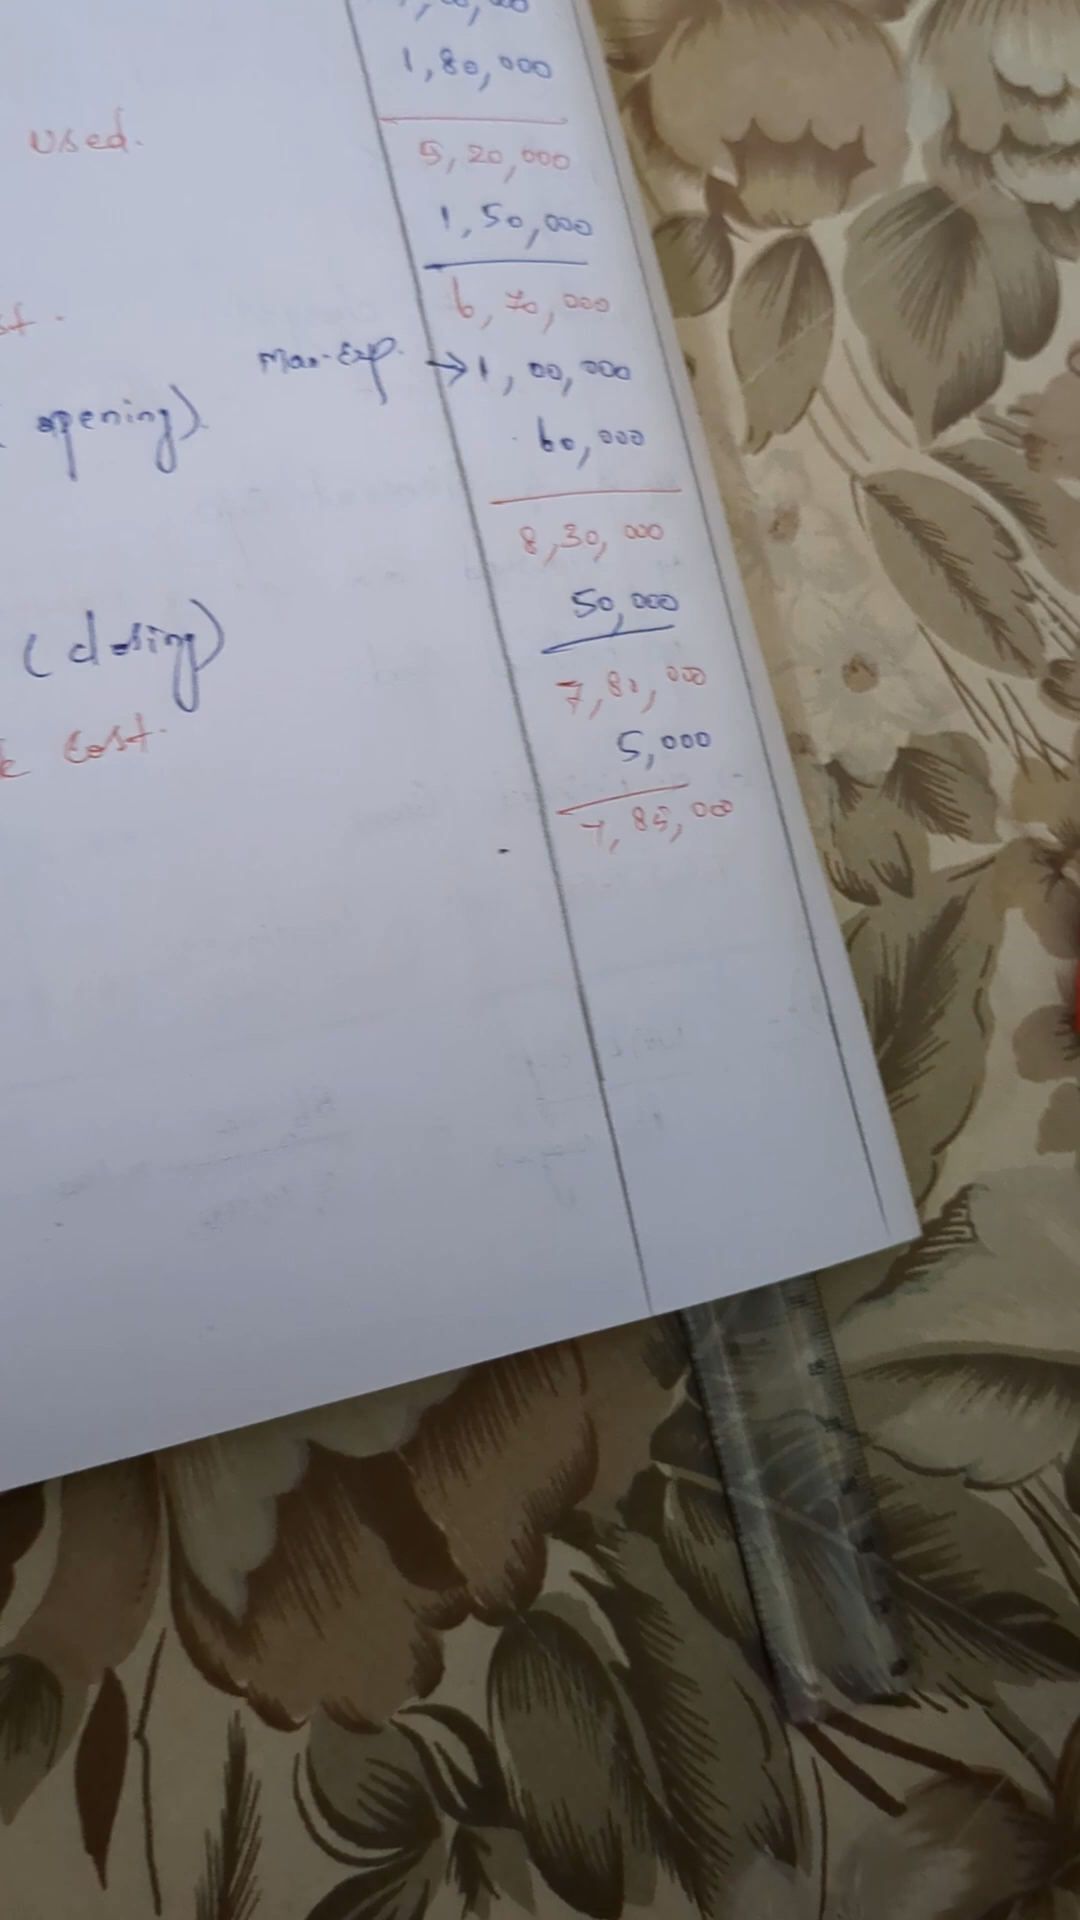 1,80,000
used.
5,20,000
1,50,000
6,70,000
Man-Exp. → 1,00,000
opening)
60,000
8,30,000
50,000
(closing)
7,80,000
cost.
5,000
7,85,000